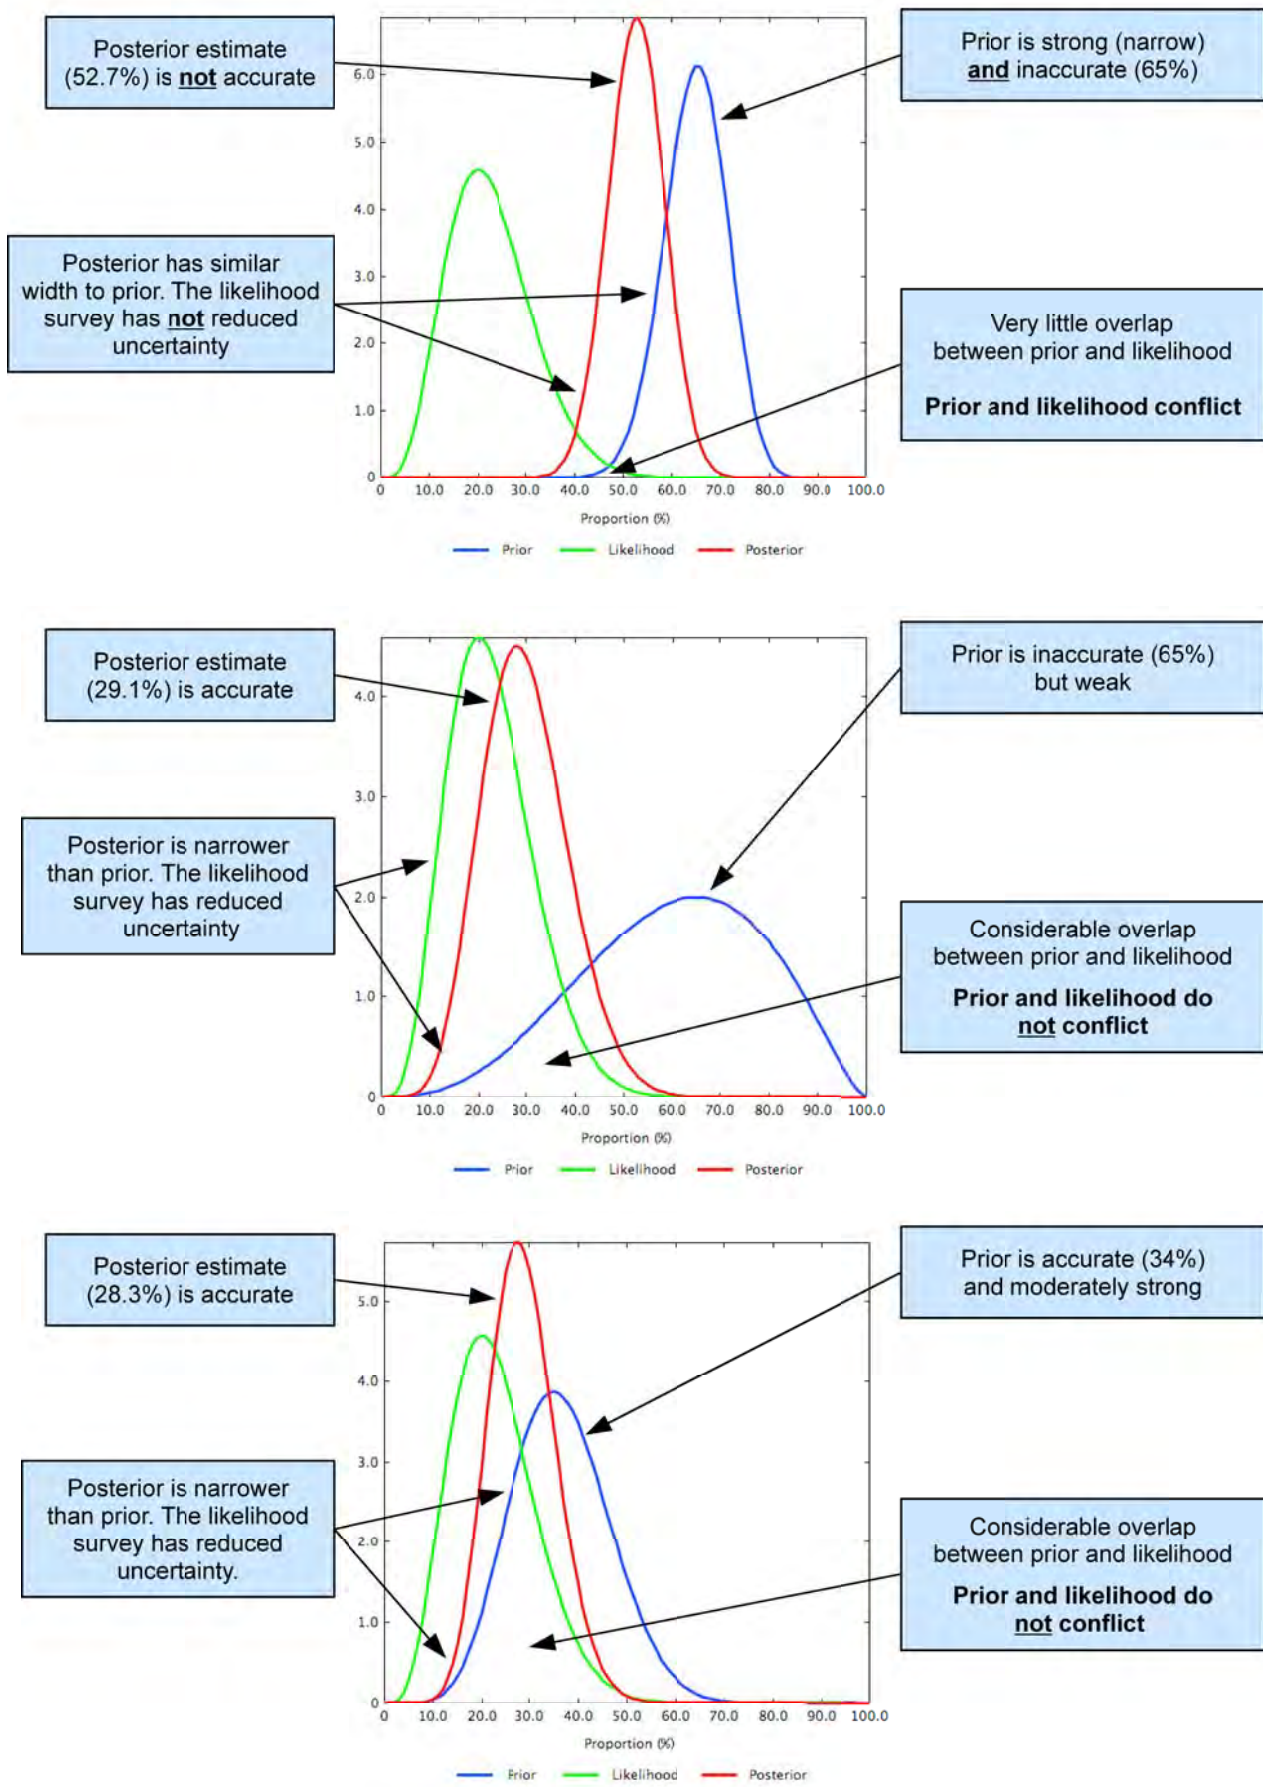 Posterior estimate
(52.7%) is not accurate
Prior is strong (narrow)
and inaccurate (65%)
Posterior has similar
width to prior. The likelihood
survey has not reduced
uncertainty
Very little overlap
between prior and likelihood
Prior and likelihood conflict
6.0
5.0
4.0
3.0
2.0
1.0
0
0 10.0 20.0 30.0 40.0 50.0 60.0 70.0 80.0 90.0 100.0
Proportion (%)
Prior Likelihood Posterior
Posterior estimate
(29.1%) is accurate
Prior is inaccurate (65%)
but weak
Posterior is narrower
than prior. The likelihood
survey has reduced
uncertainty
Considerable overlap
between prior and likelihood
Prior and likelihood do
not conflict
4.0
3.0
2.0
1.0
0
0 10.0 20.0 30.0 40.0 50.0 60.0 70.0 80.0 90.0 100.0
Proportion (%)
Prior Likelihood Posterior
Posterior estimate
(28.3%) is accurate
Prior is accurate (34%)
and moderately strong
Posterior is narrower
than prior. The likelihood
survey has reduced
uncertainty.
Considerable overlap
between prior and likelihood
Prior and likelihood do
not conflict
5.0
4.0
3.0
2.0
1.0
0
0 10.0 20.0 30.0 40.0 50.0 60.0 70.0 80.0 90.0 100.0
Proportion (%)
Prior Likelihood Posterior